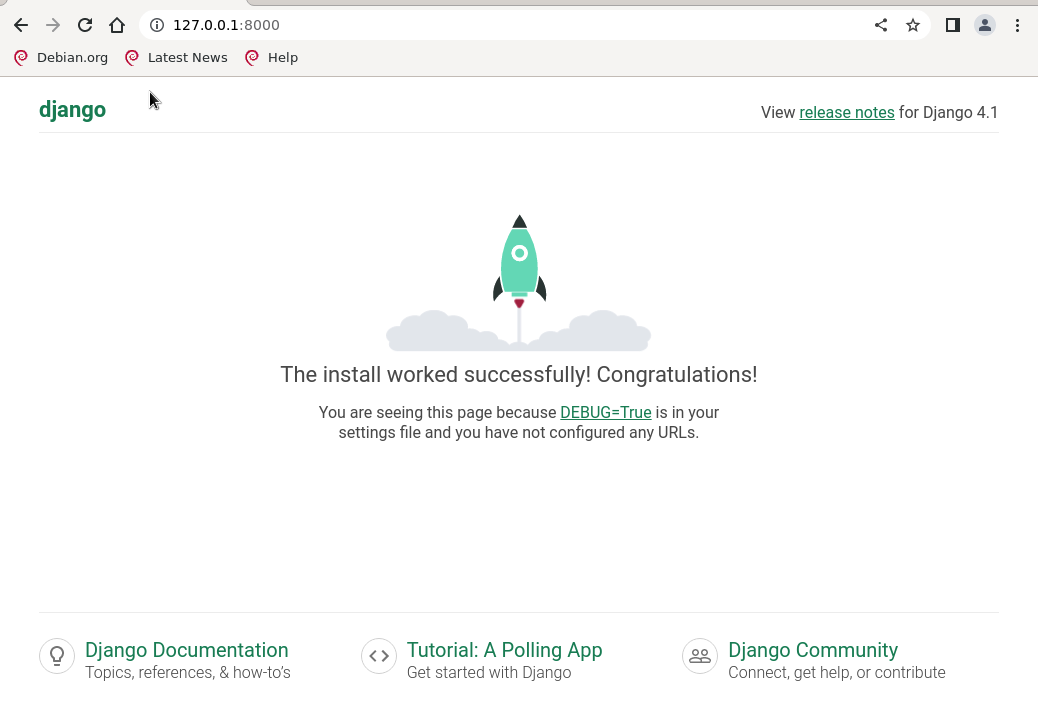 127.0.0.1:8000
Debian.org Latest News Help
django
View release notes for Django 4.1
The install worked successfully! Congratulations!
You are seeing this page because DEBUG=True is in your
settings file and you have not configured any URLs.
Django Documentation
Topics, references, & how-to’s
Tutorial: A Polling App
Get started with Django
Django Community
Connect, get help, or contribute